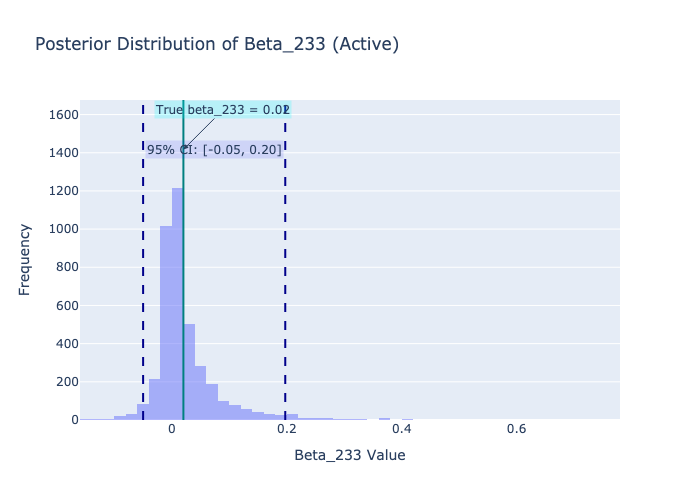 Posterior Distribution of Beta_233 (Active)
True beta_233 = 0.02
95% CI: [-0.05, 0.20]
1600
1400
1200
1000
800
600
400
200
0
Frequency
0 0.2 0.4 0.6
Beta_233 Value